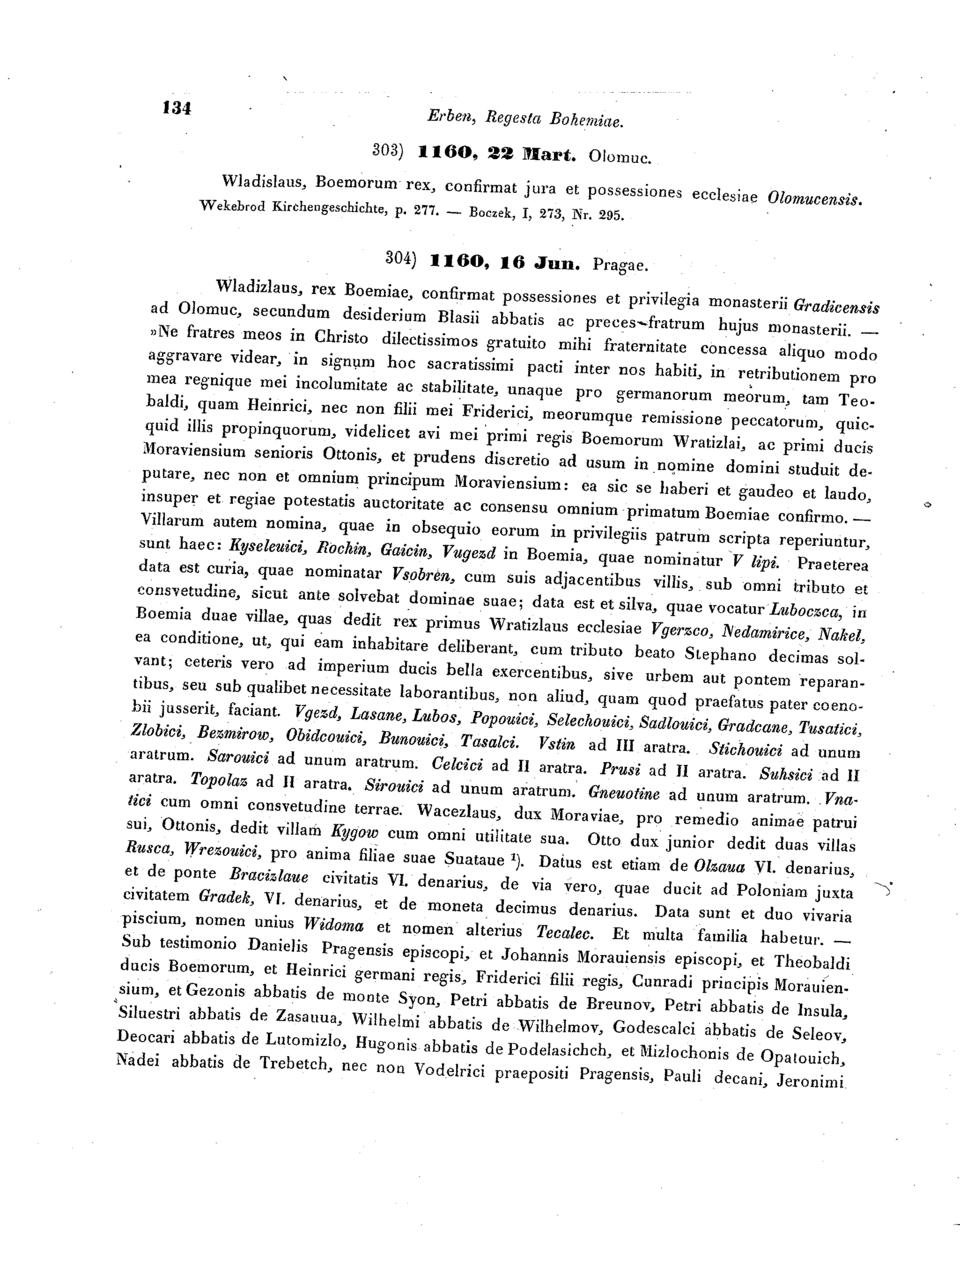 134
Erben, Regesta Bohemiae.
303) 1160, 22 Mart. Olomuc.
Wladislaus, Boemorum rex, confirmat jura et possessiones ecclesiae Olomucensis.
Wekebrod Kirchengeschichte, p. 277. — Boczek, I, 273, Nr. 295.
304) 1160, 16 Jun. Pragae.
Wladizlaus, rex Boemiae, confirmat possessiones et privilegia monasterii Gradicensis
ad Olomuc, secundum desiderium Blasii abbatis ac preces fratrum hujus monasterii. —
»Ne fratres meos in Christo dilectissimos gratuito mihi fraternitate concessa aliquo modo
aggravare videar, in signum hoc sacratissimi pacti inter nos habiti, in retributionem pro
mea regnique mei incolumitate ac stabilitate, unaque pro germanorum meorum, tam Teo-
baldi, quam Heinrici, nec non filii mei Friderici, meorumque remissione peccatorum, quic-
quid illis propinquorum, videlicet avi mei primi regis Boemorum Wratizlai, ac primi ducis
Moraviensium senioris Ottonis, et prudens discretio ad usum in nomine domini studuit de-
putare, nec non et omnium principum Moraviensium: ea sic se haberi et gaudeo et laudo,
insuper et regiae potestatis auctoritate ac consensu omnium primatum Boemiae confirmo. —
Villarum autem nomina, quae in obsequio eorum in privilegiis patrum scripta reperiuntur,
sunt haec: Kyseleuici, Rochin, Gaicin, Vugezd in Boemia, quae nominatur V lipi. Praeterea
data est curia, quae nominatar Vsobren, cum suis adjacentibus villis, sub omni tributo et
consvetudine, sicut ante solvebat dominae suae; data est et silva, quae vocatur Luboczca, in
Boemia duae villae, quas dedit rex primus Wratizlaus ecclesiae Vgerzco, Nedamirice, Nakel,
ea conditione, ut, qui eam inhabitare deliberant, cum tributo beato Stephano decimas sol-
vant; ceteris vero ad imperium ducis bella exercentibus, sive urbem aut pontem reparan-
tibus, seu sub qualibet necessitate laborantibus, non aliud, quam quod praefatus pater coeno-
bii jusserit, faciant. Vgezd, Lasane, Lubos, Popouici, Selechouici, Sadlouici, Gradcane, Tusatici,
Zlobici, Bezmirow, Obidcouici, Bunouici, Tasalci. Vstin ad III aratra. Stichouici ad unum
aratrum. Sarouici ad unum aratrum. Celcici ad II aratra. Prusi ad II aratra. Suhsici ad II
aratra. Topolaz ad II aratra. Sirouici ad unum aratrum. Gneuotine ad unum aratrum. Vna-
tici cum omni consvetudine terrae. Wacezlaus, dux Moraviae, pro remedio animae patrui
sui, Ottonis, dedit villam Kygow cum omni utilitate sua. Otto dux junior dedit duas villas
Rusca, Wrezouici, pro anima filiae suae Suataue ¹). Datus est etiam de Olzaua VI. denarius,
et de ponte Bracizlaue civitatis VI. denarius, de via vero, quae ducit ad Poloniam juxta
civitatem Gradek, VI. denarius, et de moneta decimus denarius. Data sunt et duo vivaria
piscium, nomen unius Widoma et nomen alterius Tecalec. Et multa familia habetur. —
Sub testimonio Danielis Pragensis episcopi, et Johannis Morauiensis episcopi, et Theobaldi
ducis Boemorum, et Heinrici germani regis, Friderici filii regis, Cunradi principis Morauien-
sium, et Gezonis abbatis de monte Syon, Petri abbatis de Breunov, Petri abbatis de Insula,
Siluestri abbatis de Zasauua, Wilhelmi abbatis de Wilhelmov, Godescalci abbatis de Seleov,
Deocari abbatis de Lutomizlo, Hugonis abbatis de Podelasichch, et Mizlochonis de Opatouich,
Nadei abbatis de Trebetch, nec non Vodelrici praepositi Pragensis, Pauli decani, Jeronimi